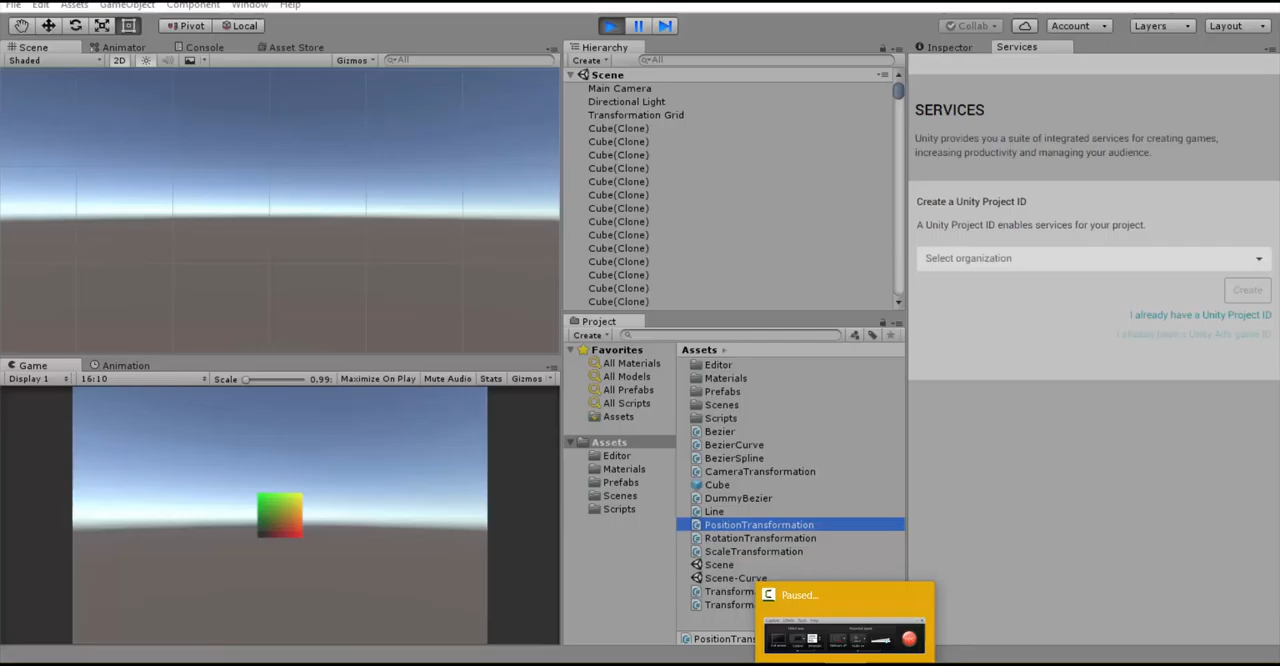 File Edit Assets GameObject Component Window Help
Pivot Local Collab Account Layers Layout
Scene Animator Console Asset Store
Shaded 2D Gizmos All
Hierarchy
Create All
Scene
Main Camera
Directional Light
Transformation Grid
Cube(Clone)
Cube(Clone)
Cube(Clone)
Cube(Clone)
Cube(Clone)
Cube(Clone)
Cube(Clone)
Cube(Clone)
Cube(Clone)
Cube(Clone)
Cube(Clone)
Cube(Clone)
Cube(Clone)
Cube(Clone)
Inspector Services
SERVICES
Unity provides you a suite of integrated services for creating games,
increasing productivity and managing your audience.
Create a Unity Project ID
A Unity Project ID enables services for your project.
Select organization
Create
I already have a Unity Project ID
Game Animation
Display 1 16:10 Scale 0.99: Maximize On Play Mute Audio Stats Gizmos
Project
Create
Favorites
All Materials
All Models
All Prefabs
All Scripts
Assets
Assets
Editor
Materials
Prefabs
Scenes
Scripts
Assets
Editor
Materials
Prefabs
Scenes
Scripts
Bezier
BezierCurve
BezierSpline
CameraTransformation
Cube
DummyBezier
Line
PositionTransformation
RotationTransformation
ScaleTransformation
Scene
Scene-Curve
Transform
Transform
PositionTrans
Paused...